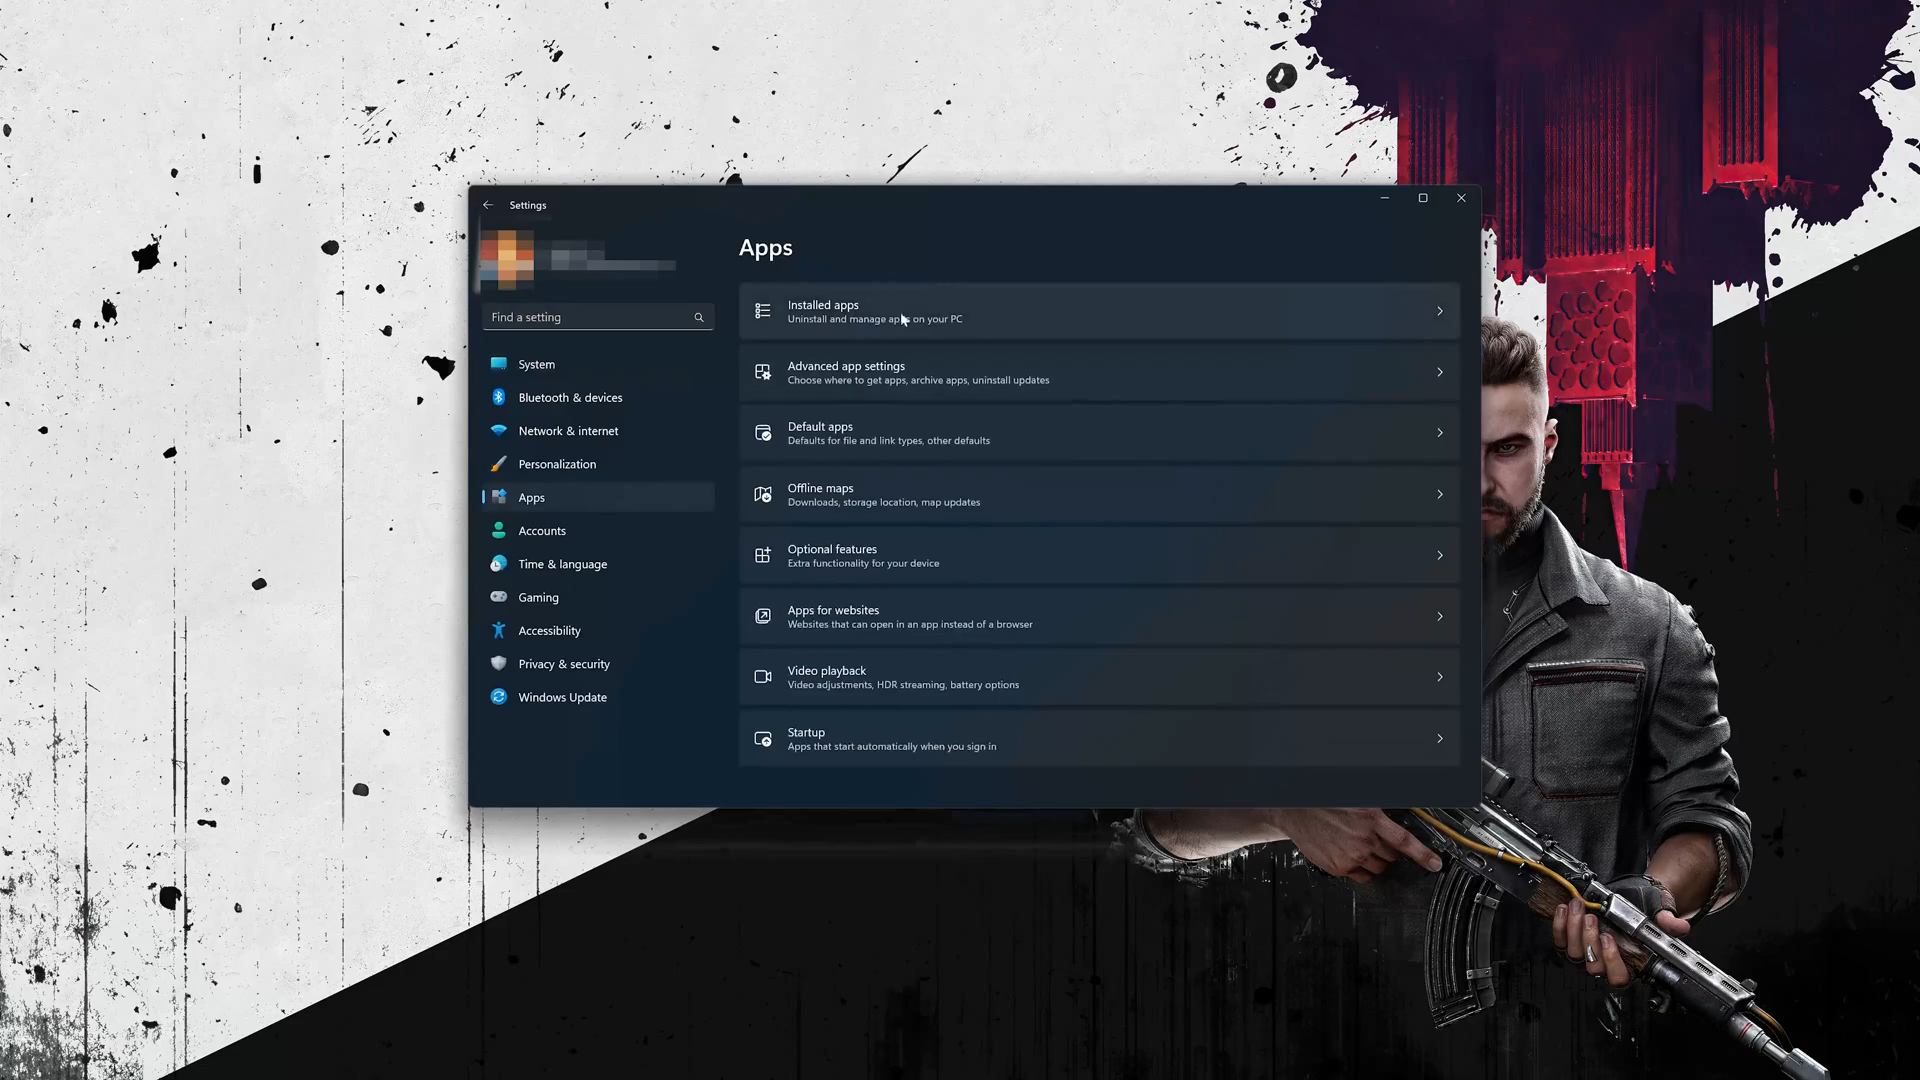 Settings
Apps
Find a setting
System
Bluetooth & devices
Network & internet
Personalization
Apps
Accounts
Time & language
Gaming
Accessibility
Privacy & security
Windows Update
Installed apps
Uninstall and manage apps on your PC
Advanced app settings
Choose where to get apps, archive apps, uninstall updates
Default apps
Defaults for file and link types, other defaults
Offline maps
Downloads, storage location, map updates
Optional features
Extra functionality for your device
Apps for websites
Websites that can open in an app instead of a browser
Video playback
Video adjustments, HDR streaming, battery options
Startup
Apps that start automatically when you sign in